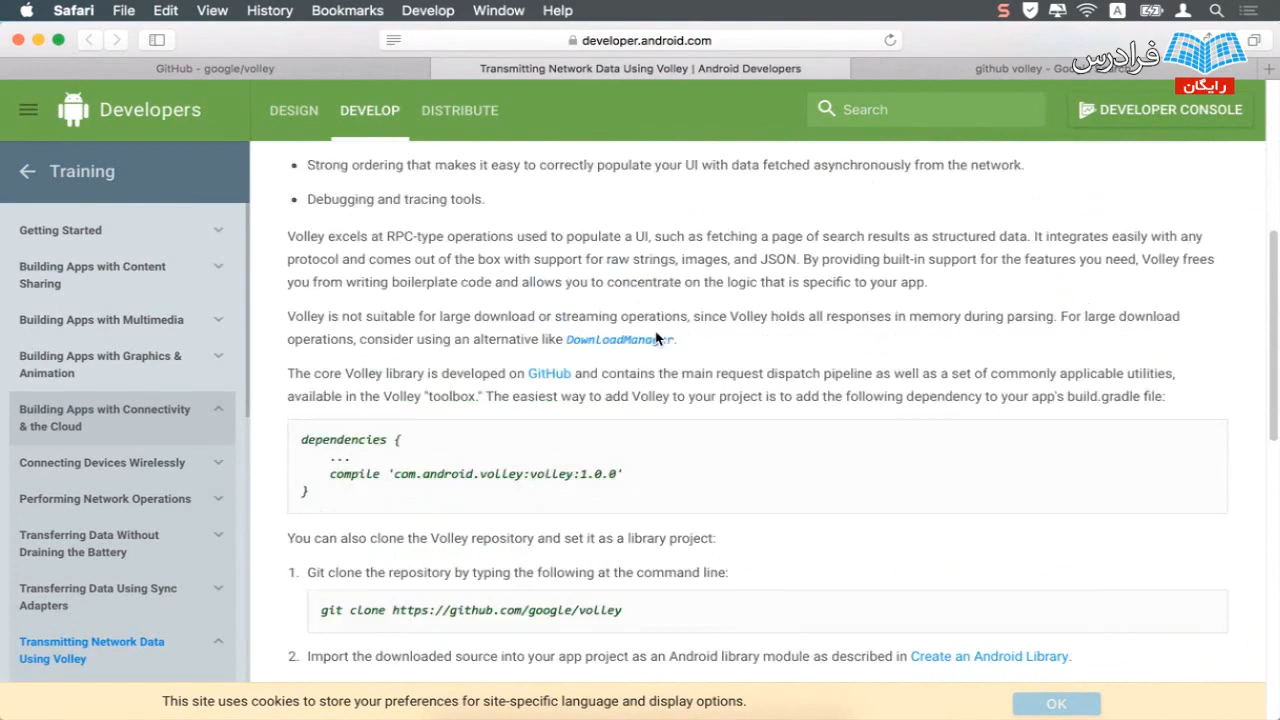 Safari File Edit View History Bookmarks Develop Window Help
developer.android.com
GitHub - google/volley
Transmitting Network Data Using Volley | Android Developers
github volley - Go
فرادرس
رایگان
Developers
DESIGN DEVELOP DISTRIBUTE
Search
DEVELOPER CONSOLE
Training
Getting Started
Building Apps with Content
Sharing
Building Apps with Multimedia
Building Apps with Graphics &
Animation
Building Apps with Connectivity
& the Cloud
Connecting Devices Wirelessly
Performing Network Operations
Transferring Data Without
Draining the Battery
Transferring Data Using Sync
Adapters
Transmitting Network Data
Using Volley
• Strong ordering that makes it easy to correctly populate your UI with data fetched asynchronously from the network.
• Debugging and tracing tools.
Volley excels at RPC-type operations used to populate a UI, such as fetching a page of search results as structured data. It integrates easily with any
protocol and comes out of the box with support for raw strings, images, and JSON. By providing built-in support for the features you need, Volley frees
you from writing boilerplate code and allows you to concentrate on the logic that is specific to your app.
Volley is not suitable for large download or streaming operations, since Volley holds all responses in memory during parsing. For large download
operations, consider using an alternative like DownloadManager.
The core Volley library is developed on GitHub and contains the main request dispatch pipeline as well as a set of commonly applicable utilities,
available in the Volley "toolbox." The easiest way to add Volley to your project is to add the following dependency to your app's build.gradle file:
dependencies {
...
compile 'com.android.volley:volley:1.0.0'
}
You can also clone the Volley repository and set it as a library project:
1. Git clone the repository by typing the following at the command line:
git clone https://github.com/google/volley
2. Import the downloaded source into your app project as an Android library module as described in Create an Android Library.
This site uses cookies to store your preferences for site-specific language and display options.
OK